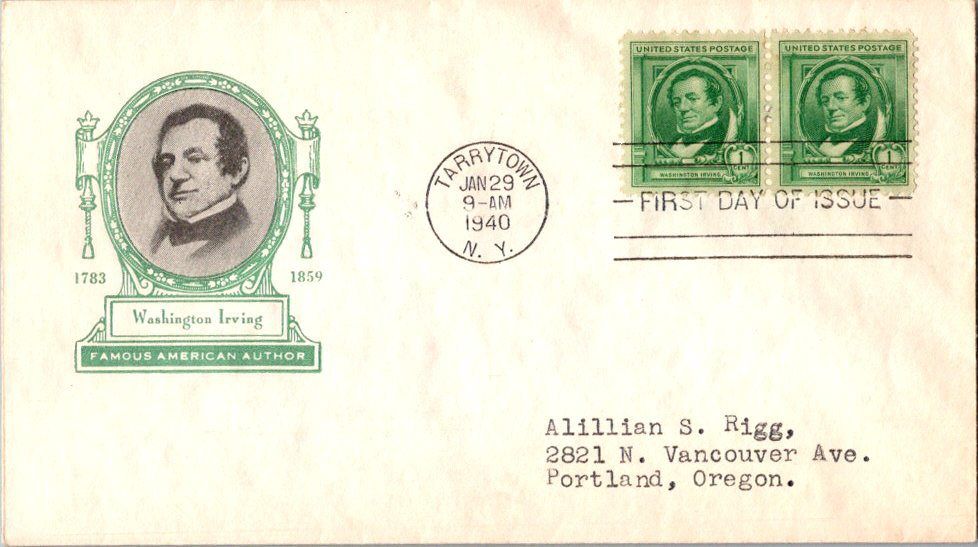 UNITED STATES POSTAGE
1 CENT
WASHINGTON IRVING
UNITED STATES POSTAGE
1 CENT
WASHINGTON IRVING
TARRYTOWN
JAN 29
9-AM
1940
N. Y.
FIRST DAY OF ISSUE
1783 1859
Washington Irving
FAMOUS AMERICAN AUTHOR
Alillian S. Rigg,
2821 N. Vancouver Ave.
Portland, Oregon.